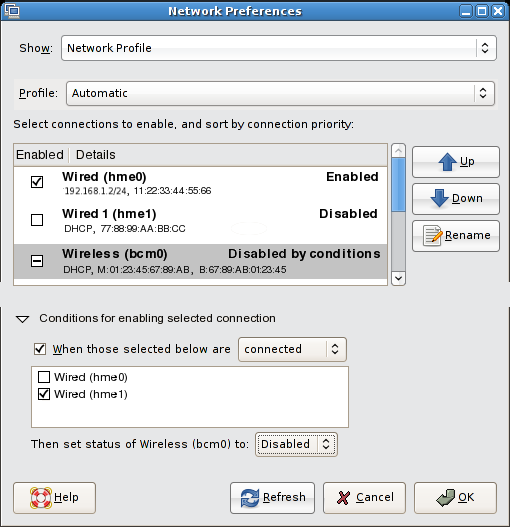 Network Preferences
Show: Network Profile
Profile: Automatic
Select connections to enable, and sort by connection priority:
Enabled Details
Wired (hme0) Enabled
192.168.1.2/24, 11:22:33:44:55:66
Up
Wired 1 (hme1) Disabled
DHCP, 77:88:99:AA:BB:CC
Down
Wireless (bcm0) Disabled by conditions
DHCP, M:01:23:45:67:89:AB, B:67:89:AB:01:23:45
Rename
Conditions for enabling selected connection
When those selected below are connected
Wired (hme0)
Wired (hme1)
Then set status of Wireless (bcm0) to: Disabled
Help Refresh Cancel OK